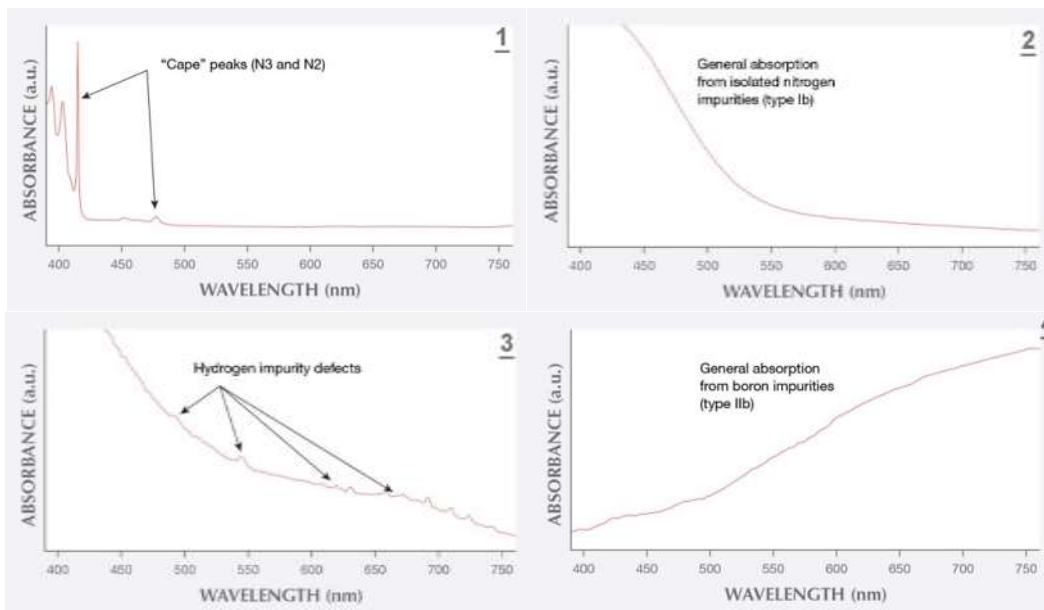 1
"Cape" peaks (N3 and N2)
ABSORBANCE (a.u.)
400 450 500 550 600 650 700 750
WAVELENGTH (nm)
2
General absorption
from isolated nitrogen
impurities (type Ib)
ABSORBANCE (a.u.)
400 450 500 550 600 650 700 750
WAVELENGTH (nm)
3
Hydrogen impurity defects
ABSORBANCE (a.u.)
400 450 500 550 600 650 700 750
WAVELENGTH (nm)
General absorption
from boron impurities
(type IIb)
ABSORBANCE (a.u.)
400 450 500 550 600 650 700 750
WAVELENGTH (nm)